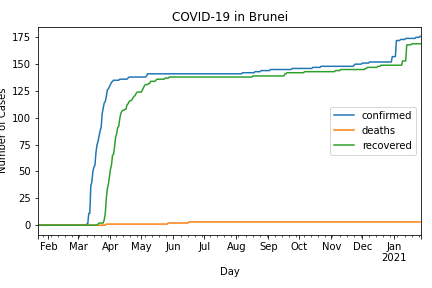 COVID-19 in Brunei
Number of Cases
175
150
125
100
75
50
25
0
confirmed
deaths
recovered
Feb Mar Apr May Jun Jul Aug Sep Oct Nov Dec Jan
2021
Day